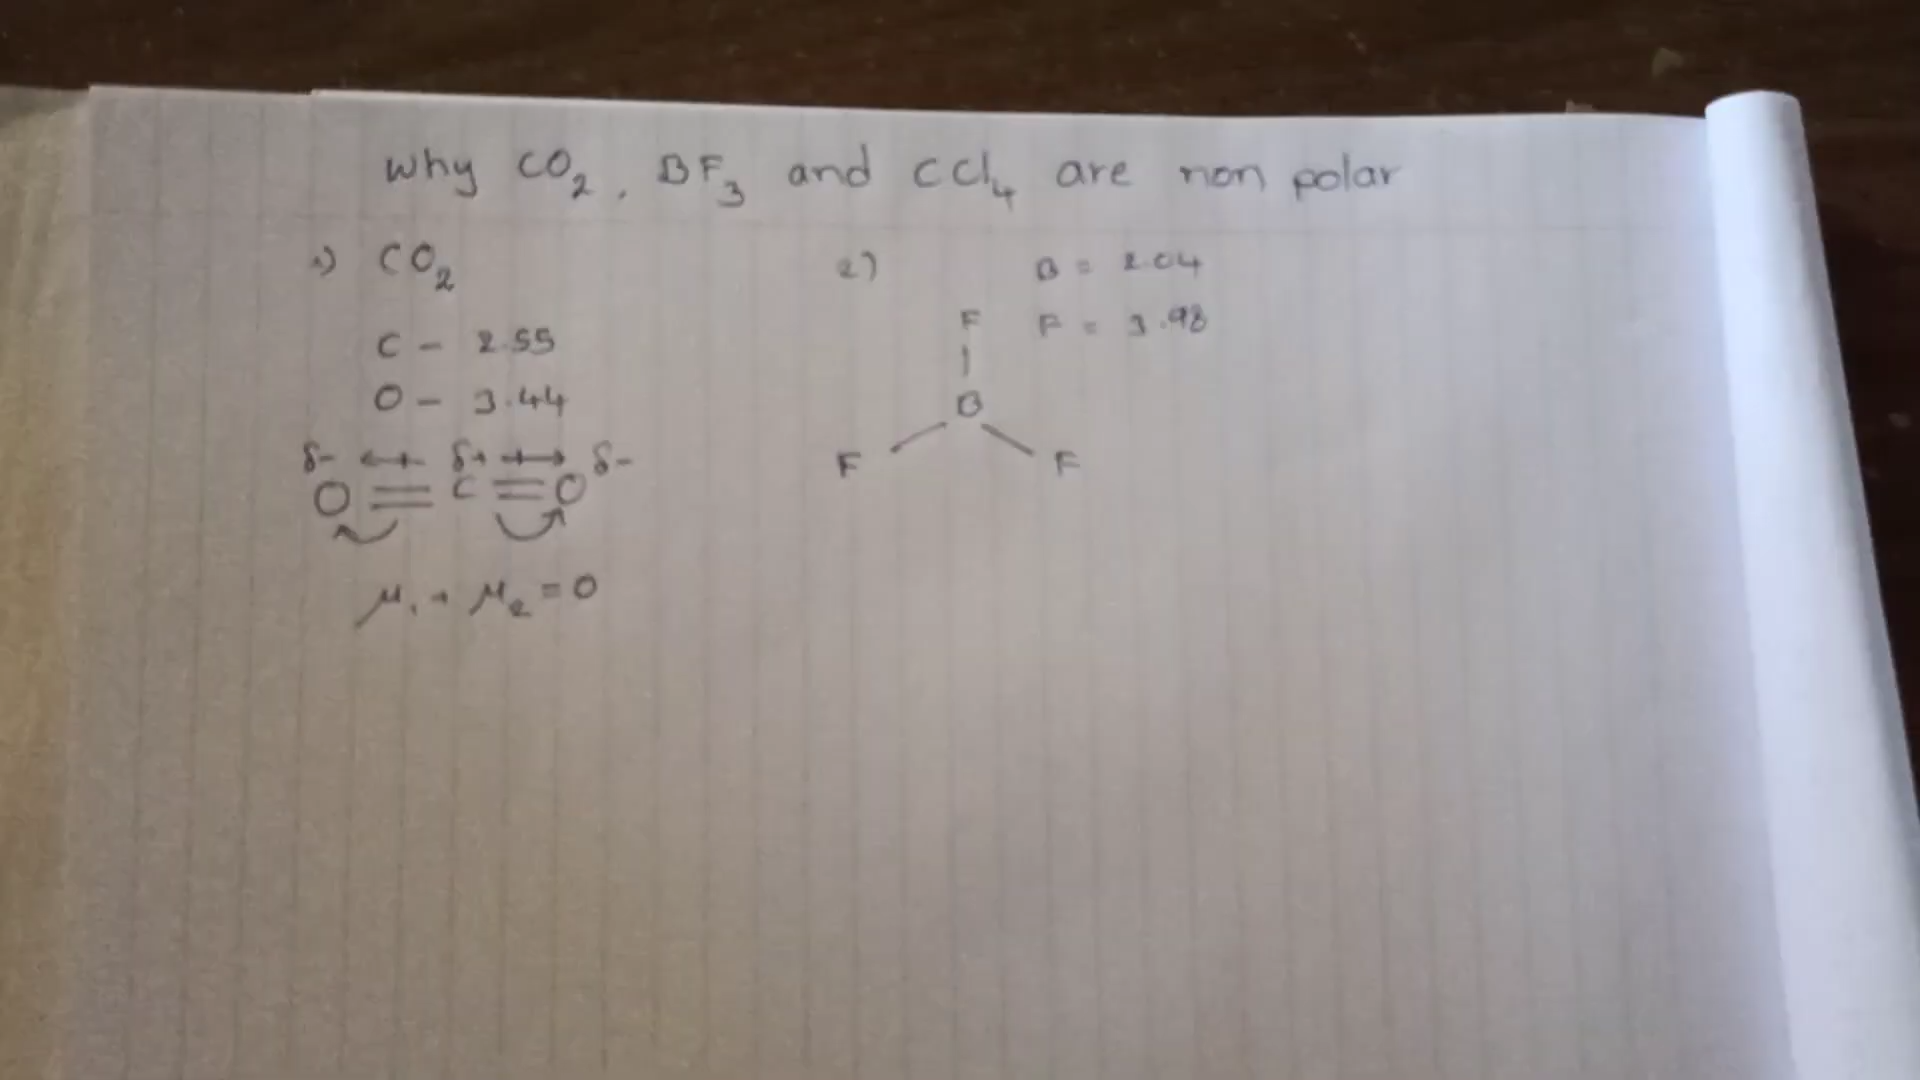 Why CO2, BF3 and CCl4 are non polar
1) CO2
C - 2.55
O - 3.44
δ- δ+ δ-
O ≡ C ≡ O
μ1 + μ2 = 0
2)
B = 2.04
F = 3.98
F
B
F F